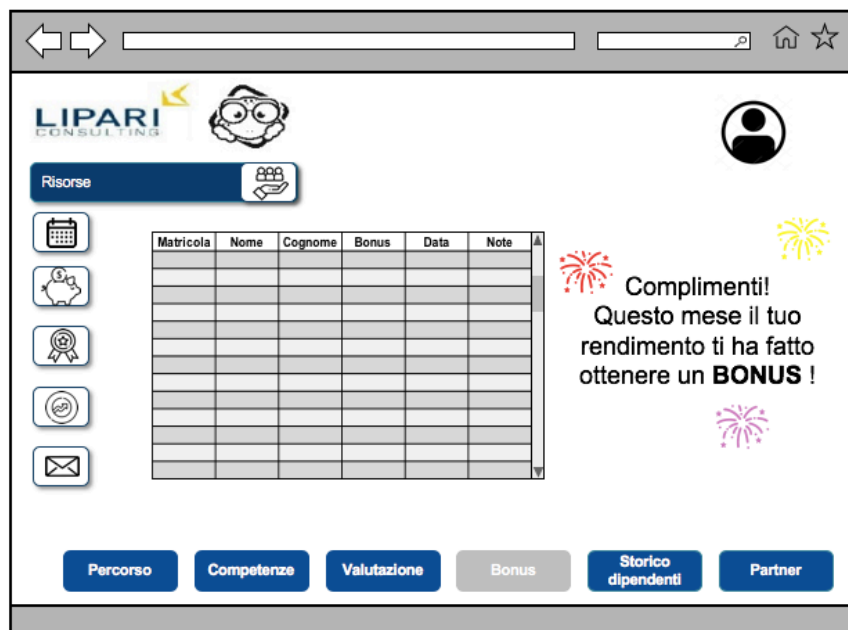 LIPARI
CONSULTING
Risorse
Matricola Nome Cognome Bonus Data Note
Complimenti!
Questo mese il tuo
rendimento ti ha fatto
ottenere un BONUS !
Percorso Competenze Valutazione Bonus Storico dipendenti Partner